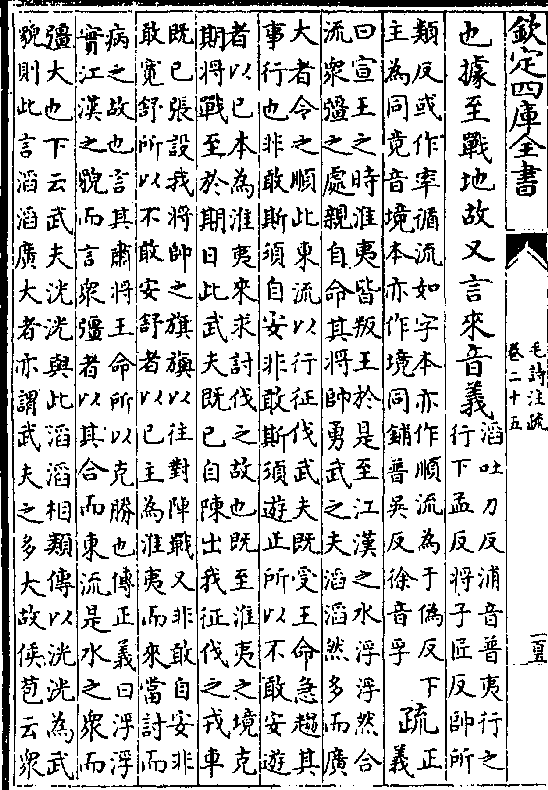 欽定四庫全書
毛詩注疏
卷二十五
也據至戰地故又言來音義
滔吐刀反浦音普夷行之
行下孟反將子匠反帥所
類反或作率循流如字本亦作順流為于偽反下
主為同竟音境本亦作境同鋪普吳反徐音孚
疏
正
義
曰宣王之時淮夷皆叛王於是至江漢之水浮浮然合
流衆彊之處親自命其將帥勇武之夫滔滔然多而廣
大者令之順此東流以行征伐武夫既受王命急趨其
事行也非敢斯須自安非敢斯須遊止所以不敢安遊
者以已本為淮夷來求討伐之故也既至淮夷之境克
期將戰至於期日此武夫既已自陳出我征伐之戎車
既已張設我將帥之旗旟以往對陣戰又非敢自安非
敢寛舒所以不敢安舒者以已主為淮夷而來當討而
病之故也言其肅將王命所以克勝也傳正義曰浮浮
實江漢之貌而言衆彊者以其合而東流是水之衆而
彊大也下云武夫洸洸與此滔滔相類傳以洸洸為武
貌則此言滔滔廣大者亦謂武夫之多大故侯苞云衆